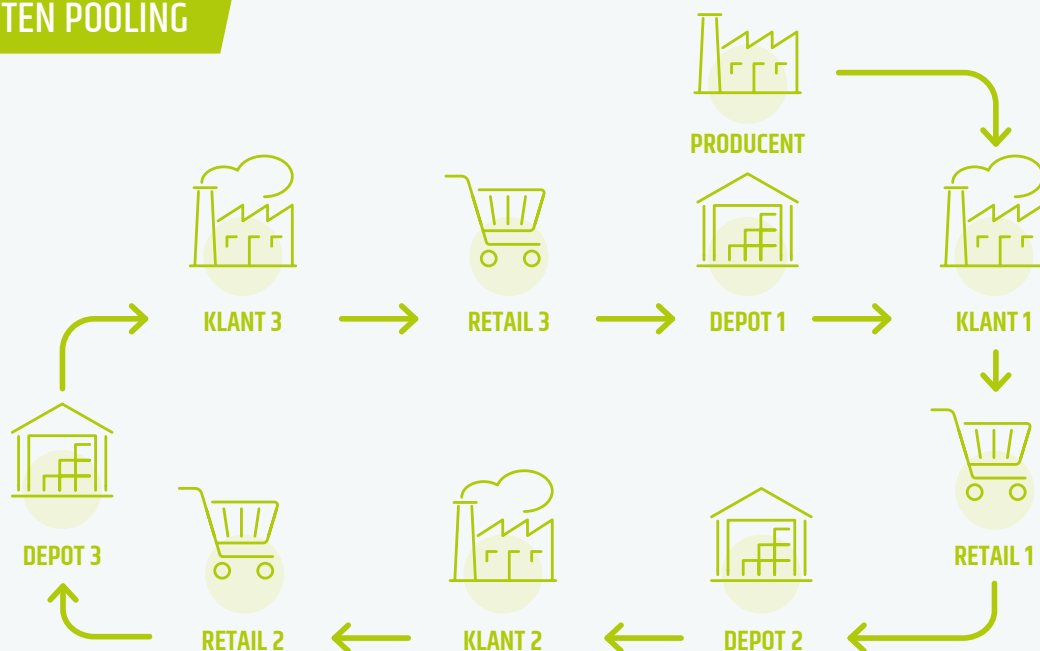 TEN POOLING
PRODUCENT
KLANT 3
RETAIL 3
DEPOT 1
KLANT 1
DEPOT 3
RETAIL 1
RETAIL 2
KLANT 2
DEPOT 2